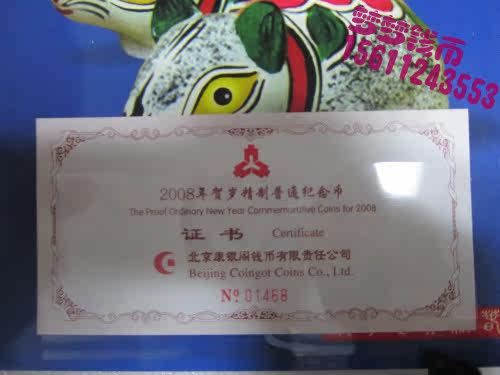 梦梦钱币
15611243553
2008年贺岁精制普通纪念币
The Proof Ordinary New Year Commemorative Coins for 2008
证书 Certificate
北京康银阁钱币有限责任公司
Beijing Coingot Coins Co., Ltd.
No 01468